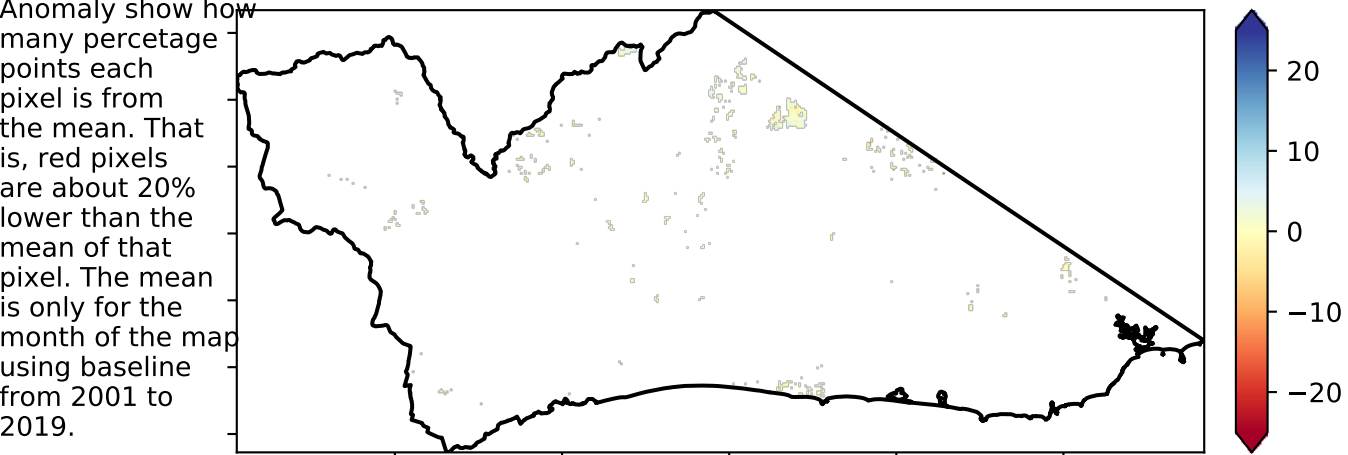 Anomaly show how
many percetage
points each
pixel is from
the mean. That
is, red pixels
are about 20%
lower than the
mean of that
pixel. The mean
is only for the
month of the map
using baseline
from 2001 to
2019.
20
10
0
−10
−20